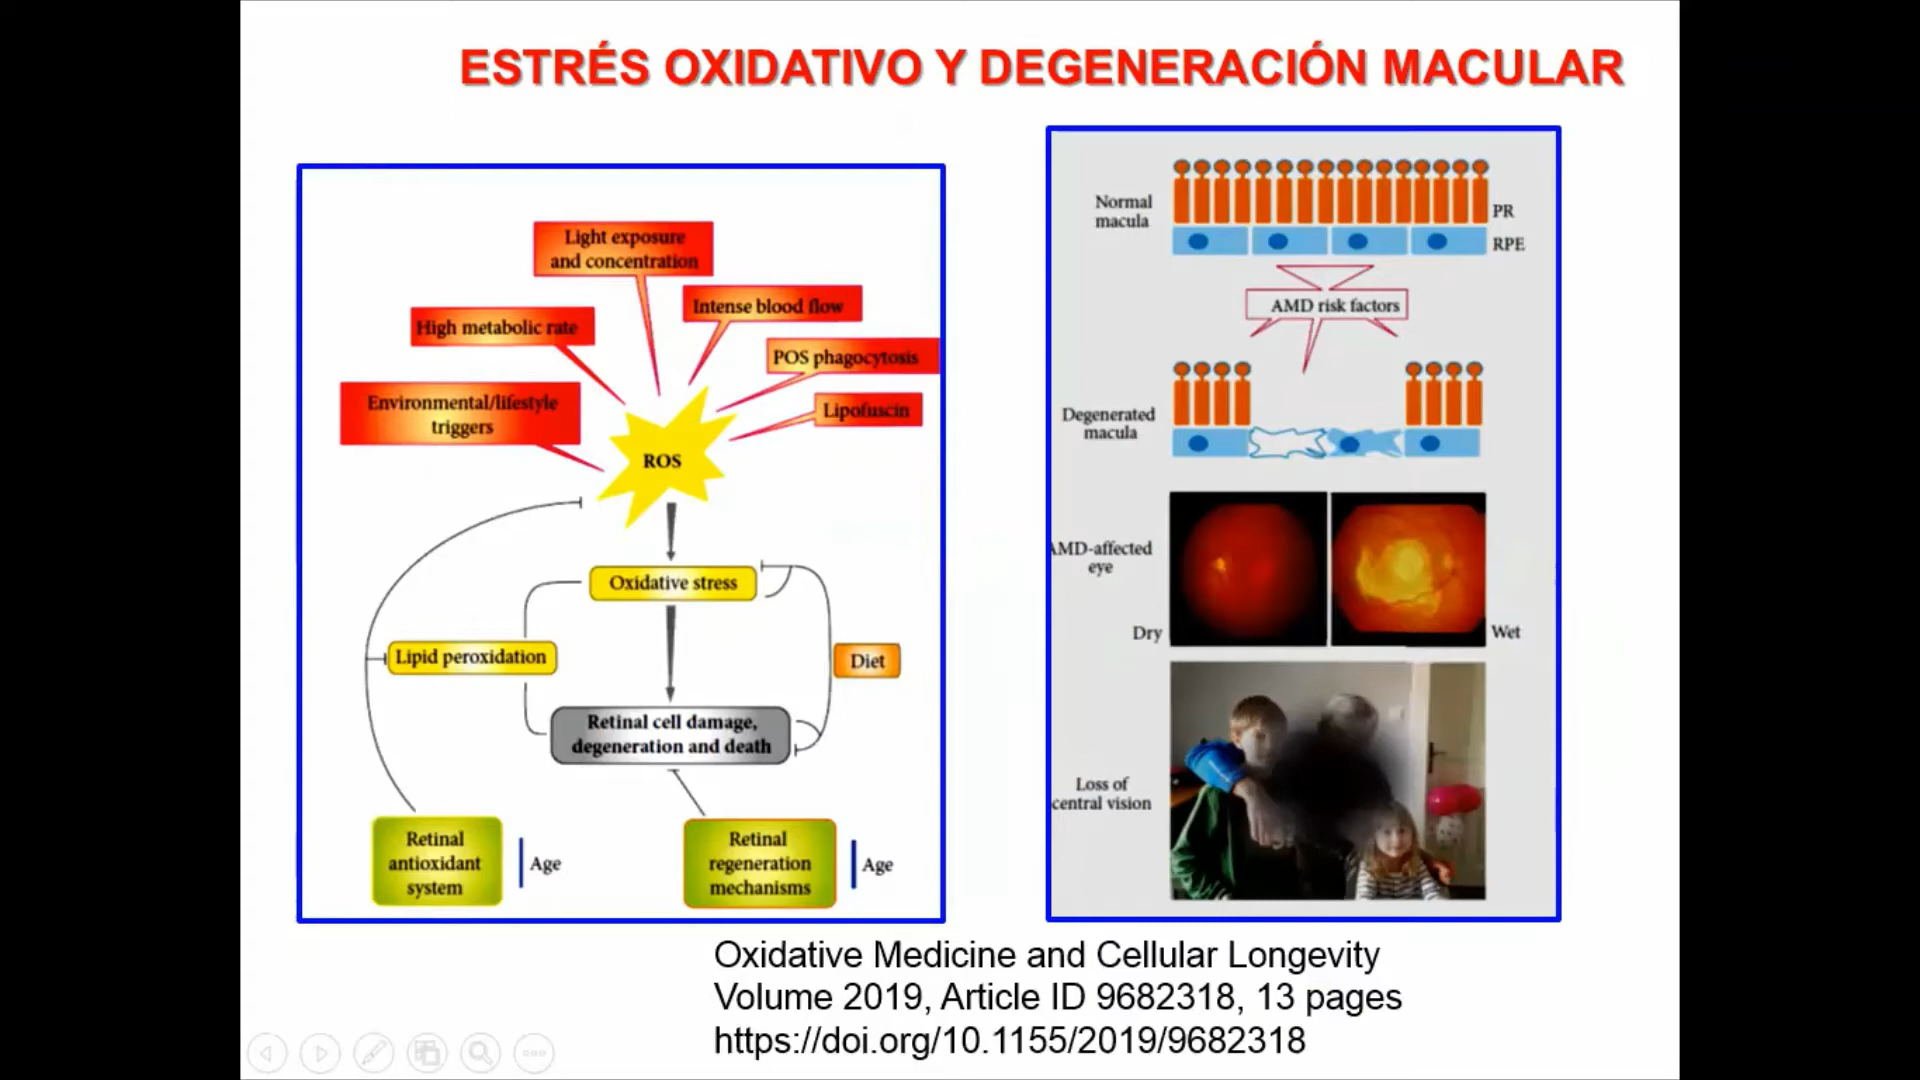 ESTRÉS OXIDATIVO Y DEGENERACIÓN MACULAR
Light exposure
and concentration
Intense blood flow
High metabolic rate
POS phagocytosis
Environmental/lifestyle
triggers
Lipofuscin
ROS
Oxidative stress
Lipid peroxidation
Diet
Retinal cell damage,
degeneration and death
Retinal
antioxidant
system
Age
Retinal
regeneration
mechanisms
Age
Normal
macula
PR
RPE
AMD risk factors
Degenerated
macula
AMD-affected
eye
Dry
Wet
Loss of
central vision
Oxidative Medicine and Cellular Longevity
Volume 2019, Article ID 9682318, 13 pages
https://doi.org/10.1155/2019/9682318